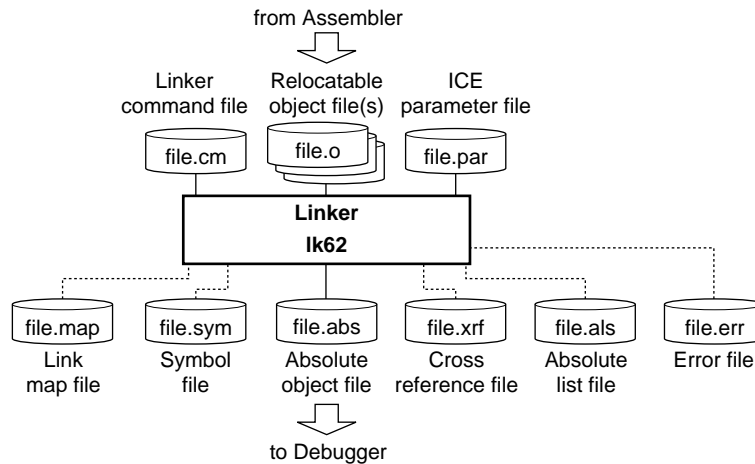 from Assembler
Linker
command file
Relocatable
object file(s)
ICE
parameter file
file.cm
file.o
file.par
Linker
lk62
file.map
file.sym
file.abs
file.xrf
file.als
file.err
Link
map file
Symbol
file
Absolute
object file
Cross
reference file
Absolute
list file
Error file
to Debugger